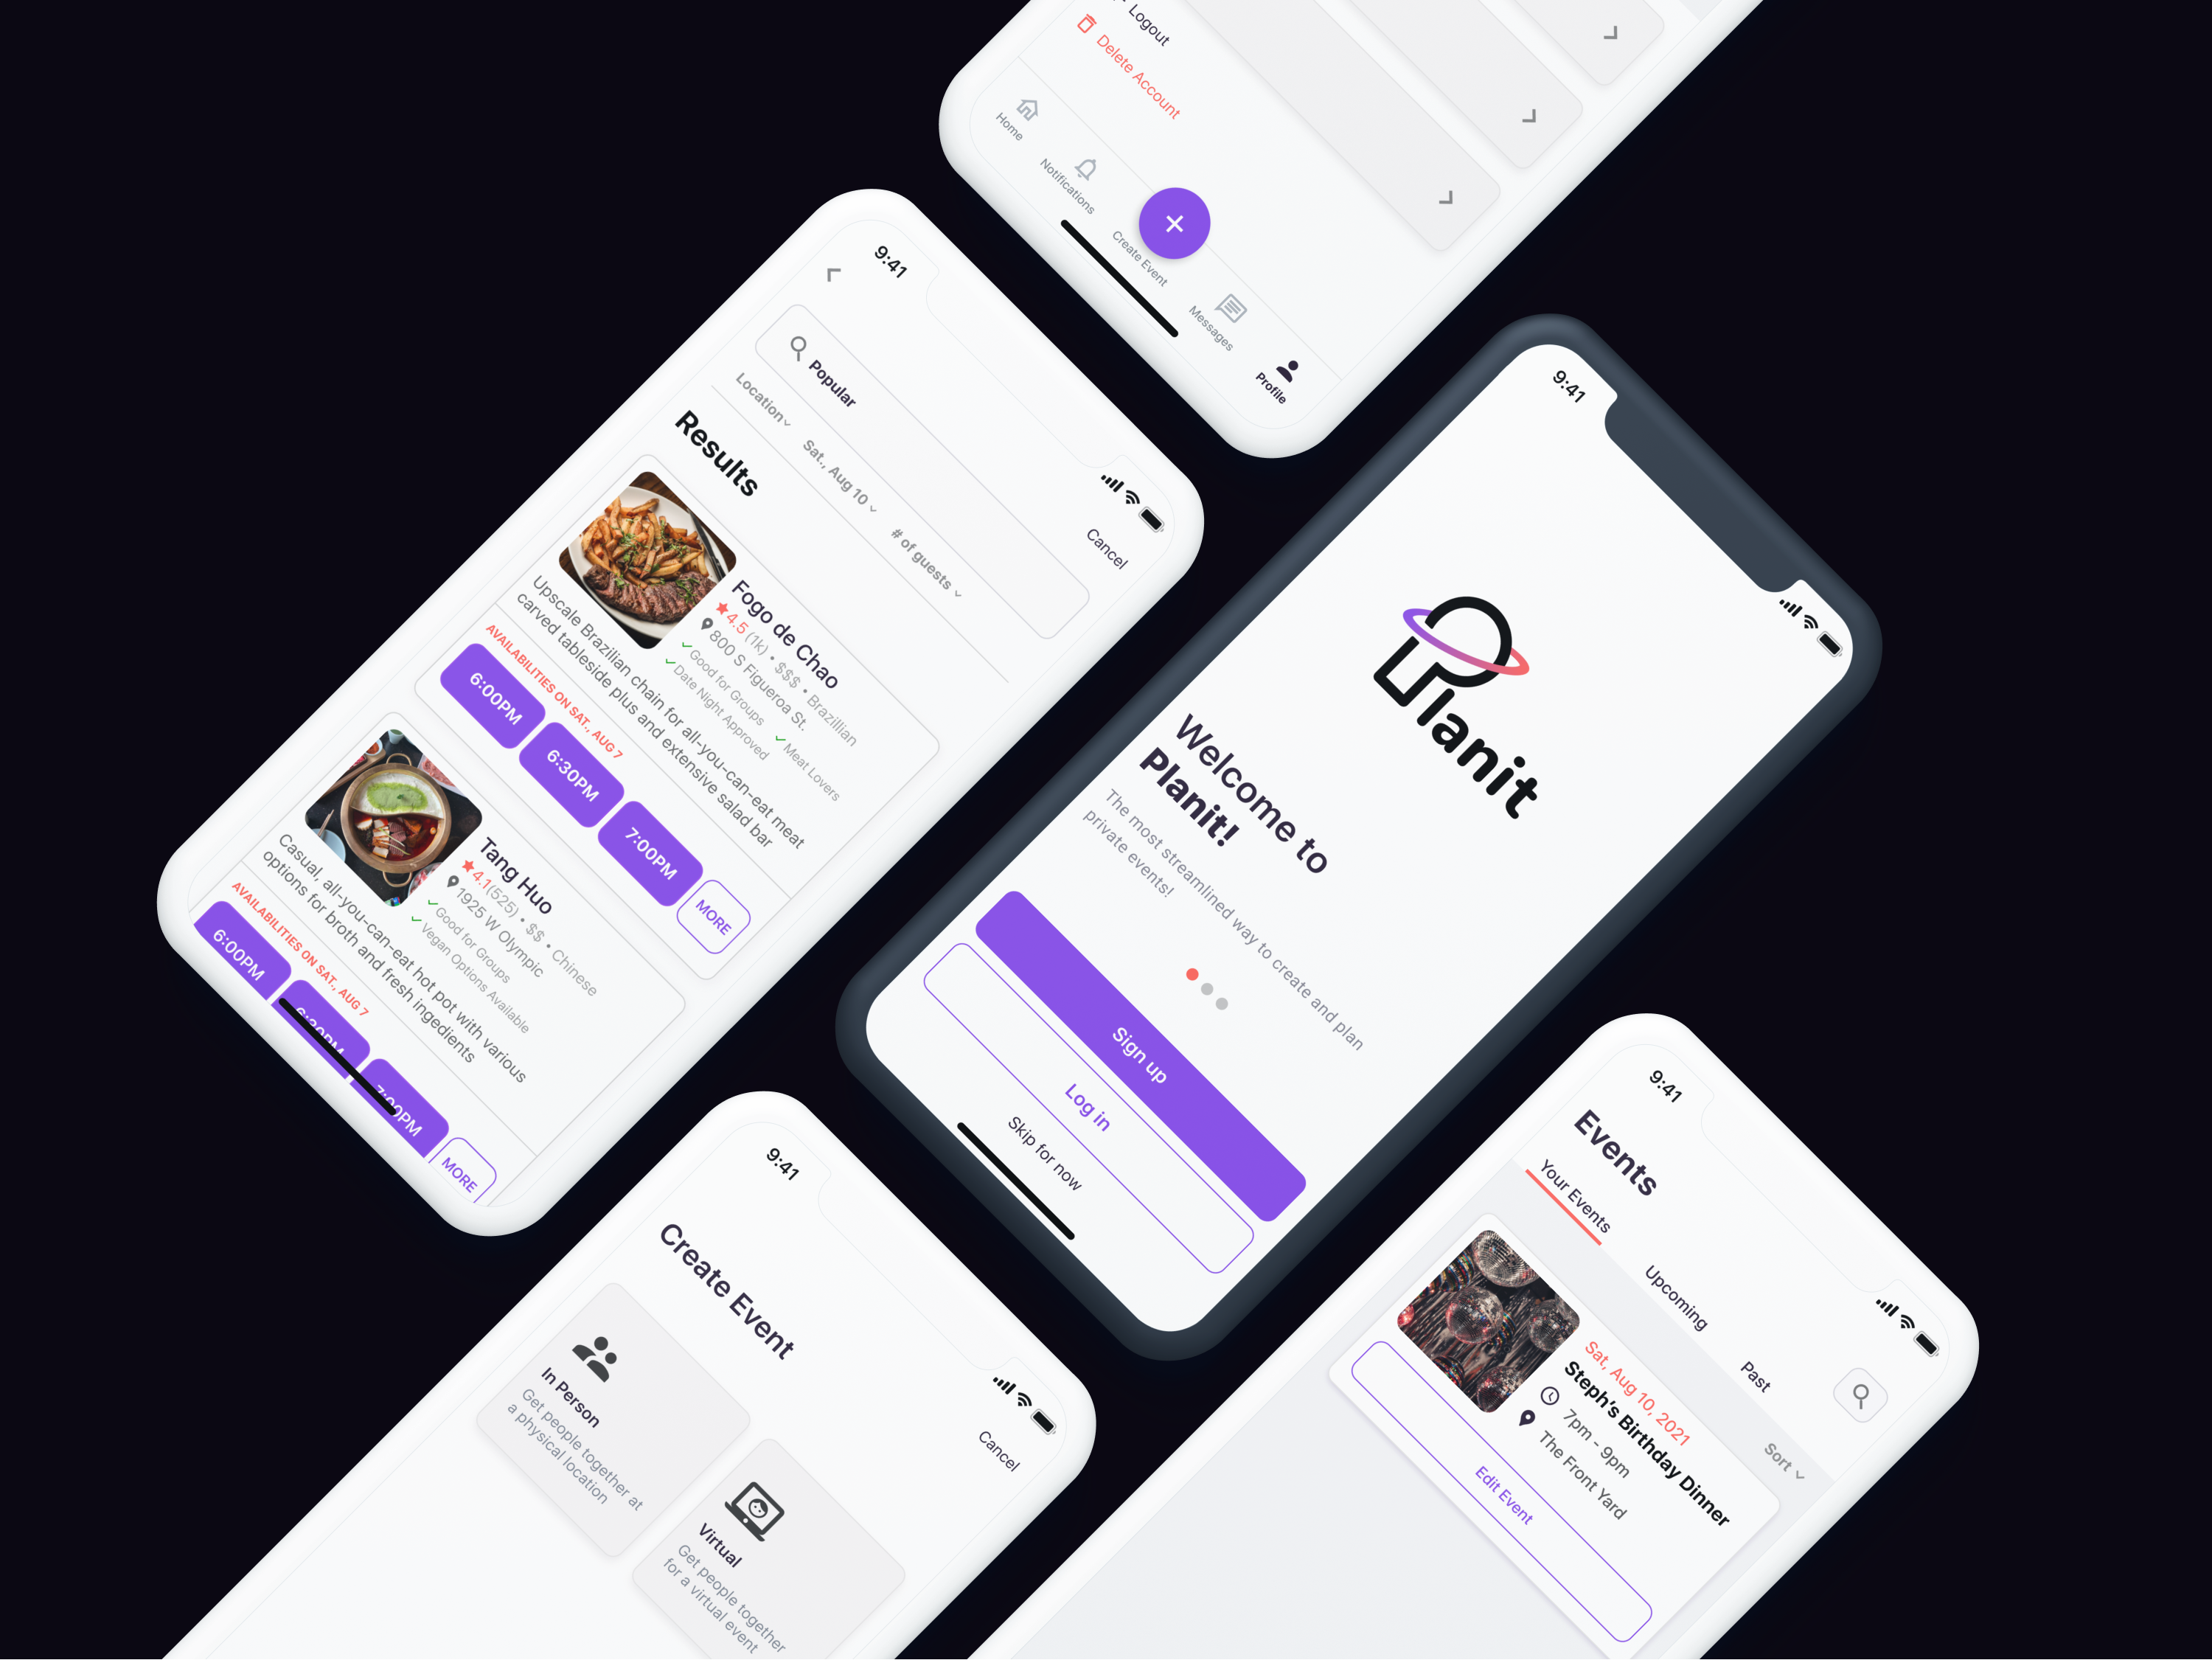 Logout
Delete Account
Home
Notifications
Create Event
Messages
Profile
9:41
Popular
Cancel
Location
Sat., Aug 10
# of guests
Results
Fogo de Chao
4.5 (1k) • $$$ • Brazillian
800 S Figueroa St.
Good for Groups
Meat Lovers
Date Night Approved
Upscale Brazilian chain for all-you-can-eat meat
carved tableside plus and extensive salad bar
AVAILABILITIES ON SAT., AUG 7
6:00PM
6:30PM
7:00PM
MORE
Tang Huo
4.1 (525) • $$ • Chinese
1925 W Olympic
Good for Groups
Vegan Options Available
Casual, all-you-can-eat hot pot with various
options for broth and fresh ingedients
AVAILABILITIES ON SAT., AUG 7
6:00PM
6:30PM
7:00PM
MORE
9:41
Planit
Welcome to
Planit!
The most streamlined way to create and plan
private events!
Sign up
Log in
Skip for now
9:41
Cancel
Create Event
In Person
Get people together at
a physical location
Virtual
Get people together
for a virtual event
9:41
Events
Your Events
Upcoming
Past
Sort
Sat, Aug 10, 2021
Steph's Birthday Dinner
7pm - 9pm
The Front Yard
Edit Event